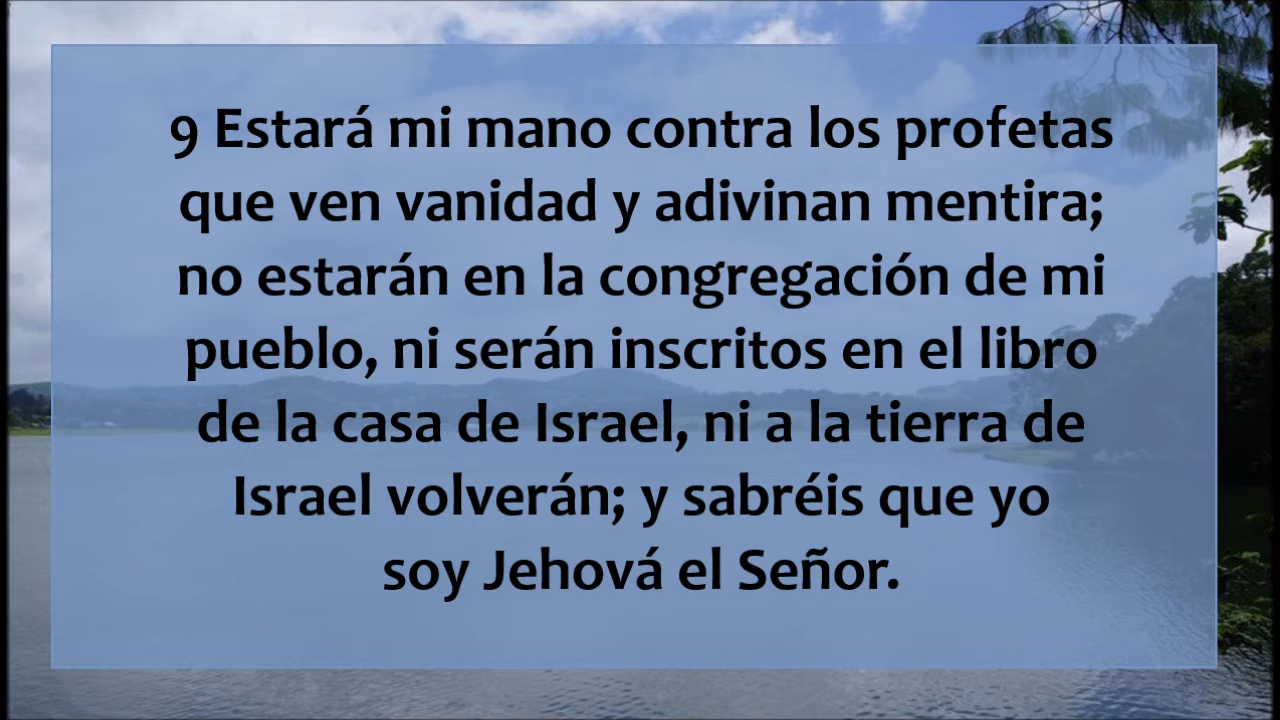 9 Estará mi mano contra los profetas
que ven vanidad y adivinan mentira;
no estarán en la congregación de mi
pueblo, ni serán inscritos en el libro
de la casa de Israel, ni a la tierra de
Israel volverán; y sabréis que yo
soy Jehová el Señor.